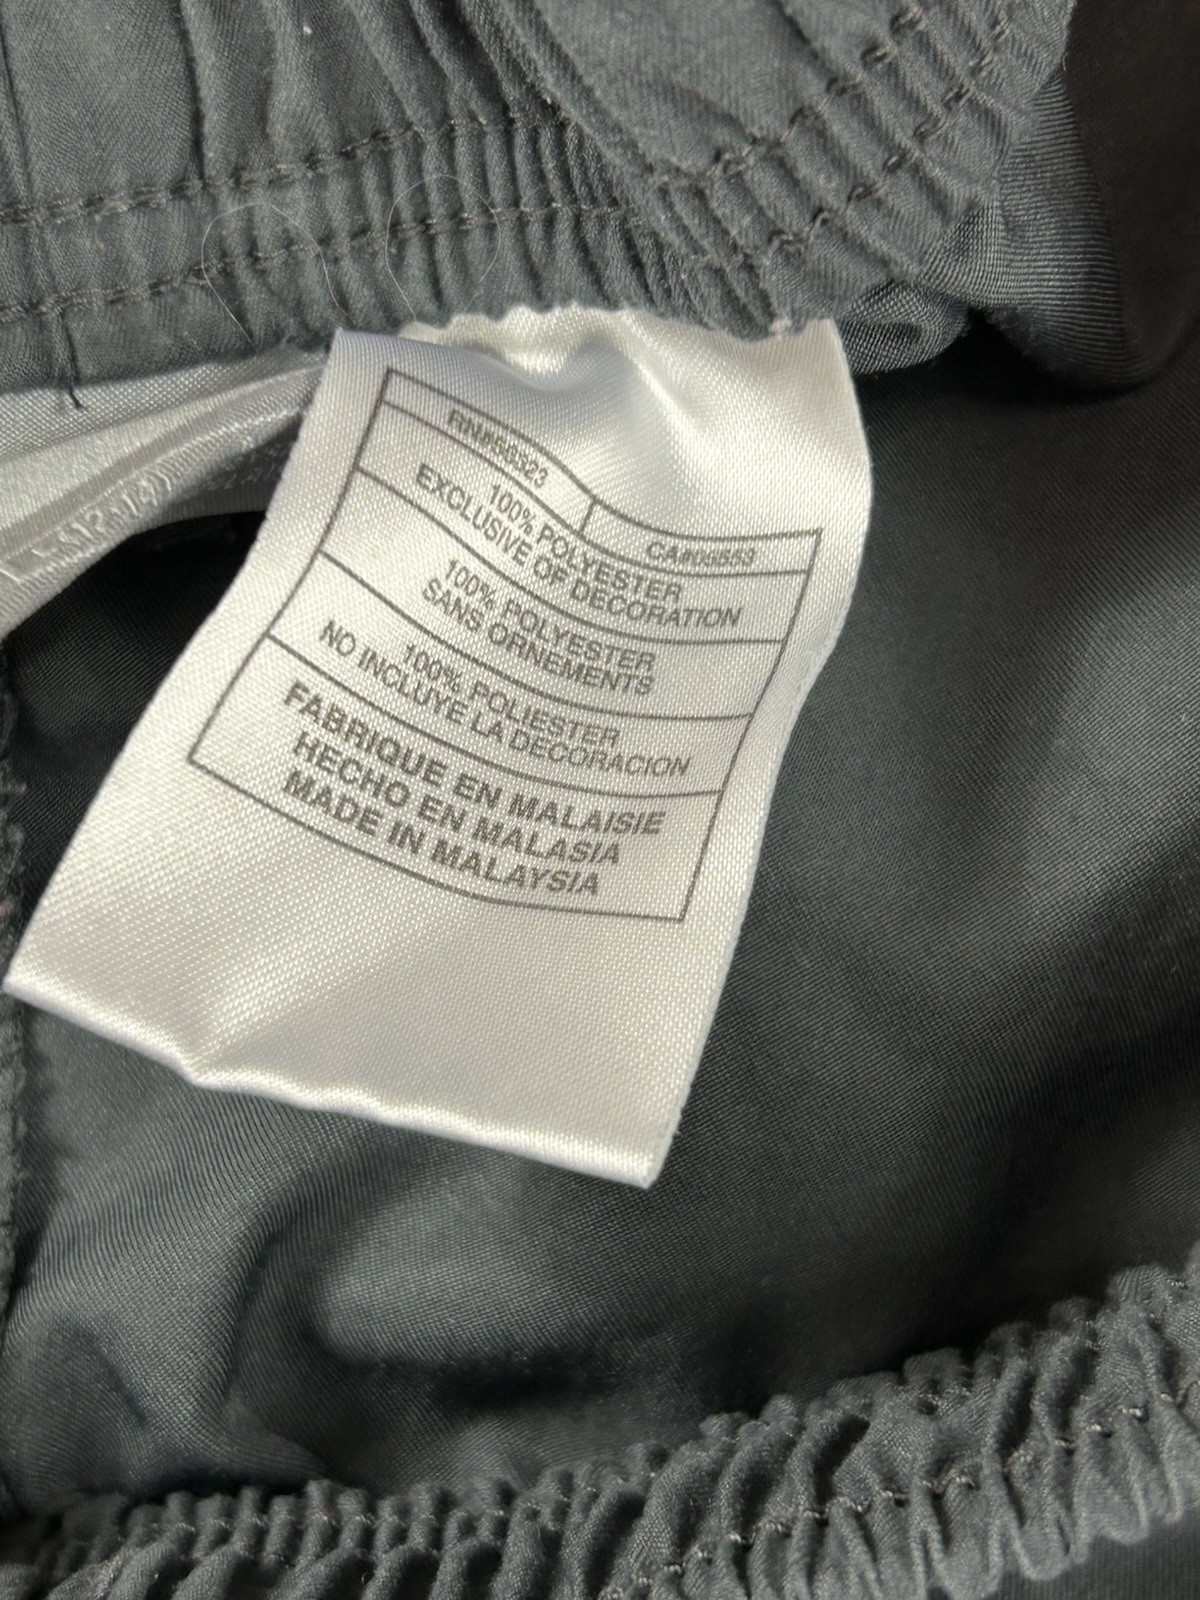 RN#56323
CA#05553
100% POLYESTER
EXCLUSIVE OF DECORATION
100% POLYESTER
SANS ORNEMENTS
100% POLIESTER
NO INCLUYE LA DECORACION
FABRIQUE EN MALAISIE
HECHO EN MALASIA
MADE IN MALAYSIA